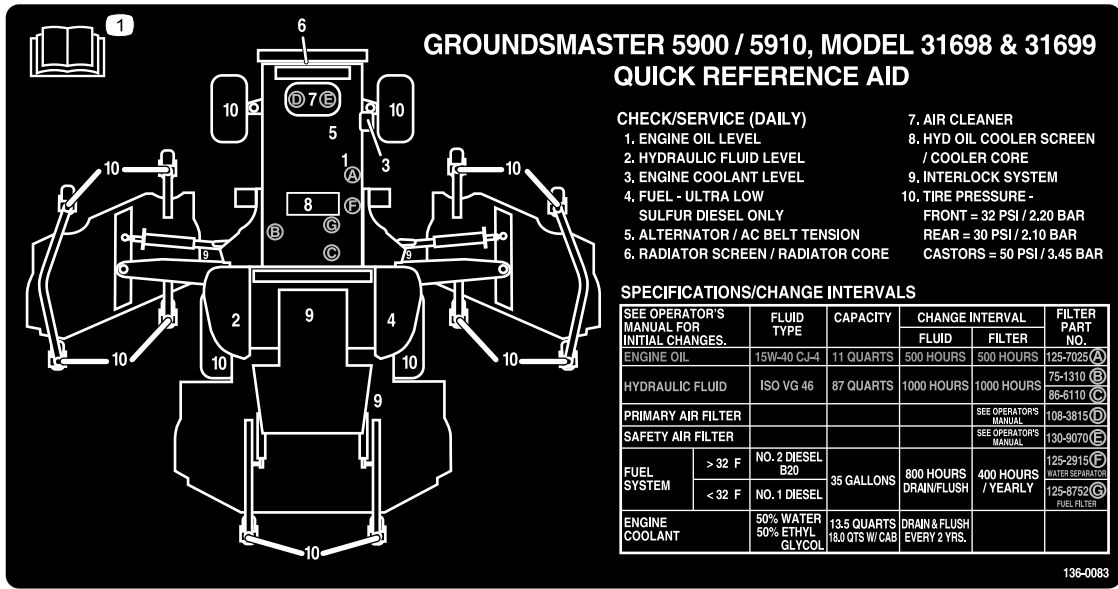 1
GROUNDSMASTER 5900 / 5910, MODEL 31698 & 31699
QUICK REFERENCE AID
CHECK/SERVICE (DAILY)
1. ENGINE OIL LEVEL
2. HYDRAULIC FLUID LEVEL
3. ENGINE COOLANT LEVEL
4. FUEL - ULTRA LOW
SULFUR DIESEL ONLY
5. ALTERNATOR / AC BELT TENSION
6. RADIATOR SCREEN / RADIATOR CORE
7. AIR CLEANER
8. HYD OIL COOLER SCREEN
/ COOLER CORE
9. INTERLOCK SYSTEM
10. TIRE PRESSURE -
FRONT = 32 PSI / 2.20 BAR
REAR = 30 PSI / 2.10 BAR
CASTORS = 50 PSI / 3.45 BAR
6
10 D 7 E 10
5
3
1
A
10 10
8 F
G
B
C
9 9
2 9 4
10 10
10 10
9
10
SPECIFICATIONS/CHANGE INTERVALS
SEE OPERATOR'S MANUAL FOR INITIAL CHANGES. FLUID TYPE CAPACITY CHANGE INTERVAL FILTER PART NO.
FLUID FILTER
ENGINE OIL 15W-40 CJ-4 11 QUARTS 500 HOURS 500 HOURS 125-7025 A
HYDRAULIC FLUID ISO VG 46 87 QUARTS 1000 HOURS 1000 HOURS 75-1310 B
86-6110 C
PRIMARY AIR FILTER SEE OPERATOR'S MANUAL 108-3815 D
SAFETY AIR FILTER SEE OPERATOR'S MANUAL 130-9070 E
FUEL SYSTEM > 32 F NO. 2 DIESEL B20 35 GALLONS 800 HOURS DRAIN/FLUSH 400 HOURS / YEARLY 125-2915 F WATER SEPARATOR
< 32 F NO. 1 DIESEL 125-8752 G FUEL FILTER
ENGINE COOLANT 50% WATER 50% ETHYL GLYCOL 13.5 QUARTS 18.0 QTS W/ CAB DRAIN & FLUSH EVERY 2 YRS.
136-0083